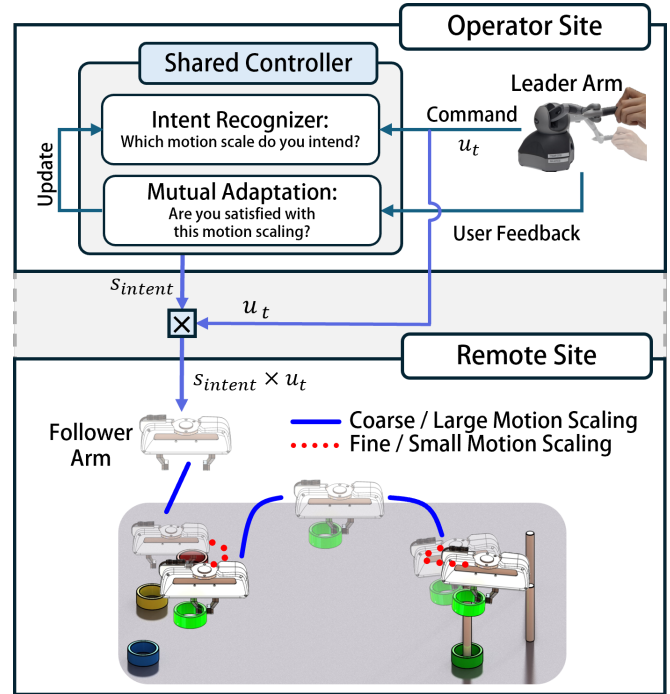 Operator Site
Shared Controller
Leader Arm
Intent Recognizer:
Which motion scale do you intend?
Command
u_t
Update
Mutual Adaptation:
Are you satisfied with
this motion scaling?
User Feedback
s_intent
u_t
×
Remote Site
s_intent × u_t
Follower
Arm
Coarse / Large Motion Scaling
Fine / Small Motion Scaling